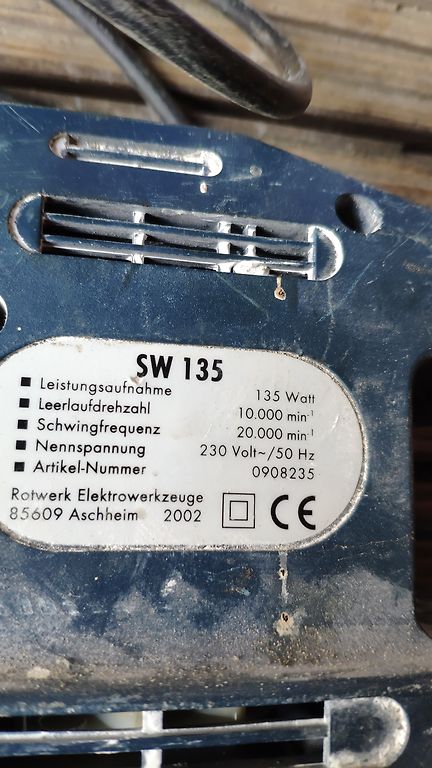 SW 135
■ Leistungsaufnahme 135 Watt
■ Leerlaufdrehzahl 10.000 min⁻¹
■ Schwingfrequenz 20.000 min⁻¹
■ Nennspannung 230 Volt~/50 Hz
■ Artikel-Nummer 0908235
Rotwerk Elektrowerkzeuge
85609 Aschheim 2002 CE